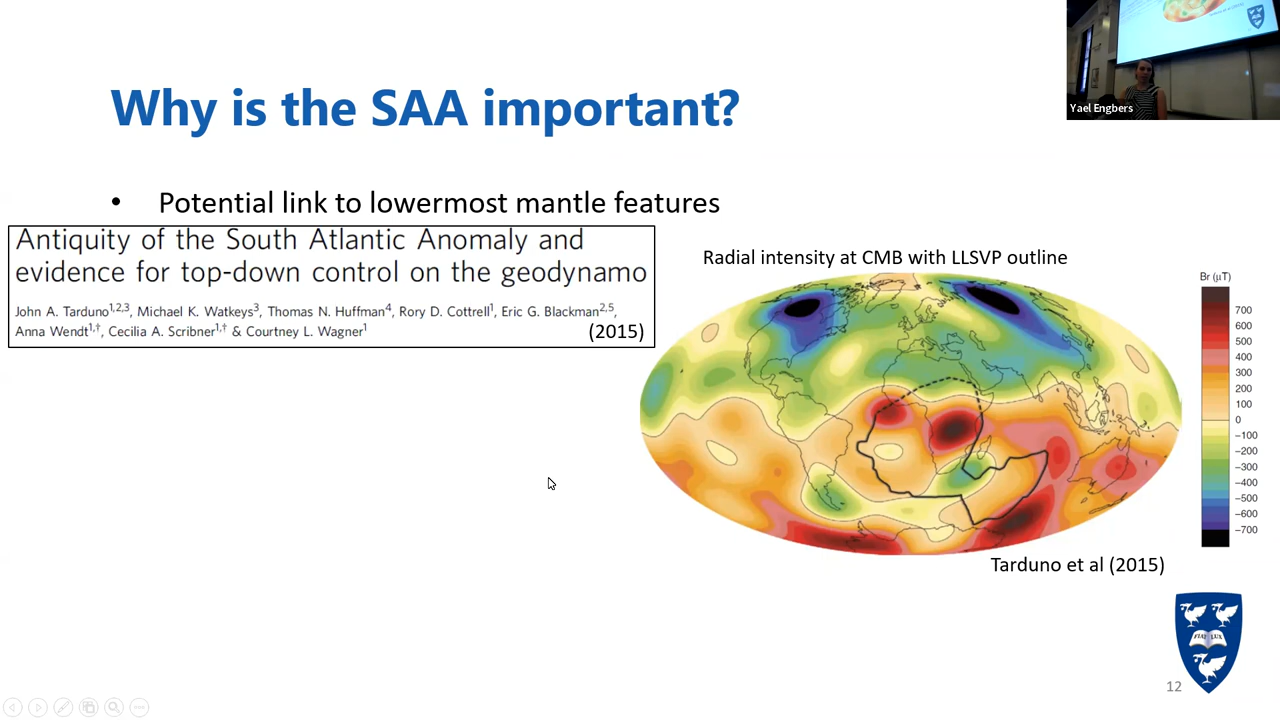 Why is the SAA important?
Yael Engbers
• Potential link to lowermost mantle features
Antiquity of the South Atlantic Anomaly and
evidence for top-down control on the geodynamo
John A. Tarduno1,2,3, Michael K. Watkeys3, Thomas N. Huffman4, Rory D. Cottrell1, Eric G. Blackman2,5,
Anna Wendt1,†, Cecilia A. Scribner1,† & Courtney L. Wagner1
(2015)
Radial intensity at CMB with LLSVP outline
Br (μT)
700
600
500
400
300
200
100
0
−100
−200
−300
−400
−500
−600
−700
Tarduno et al (2015)
FIAT LUX
12